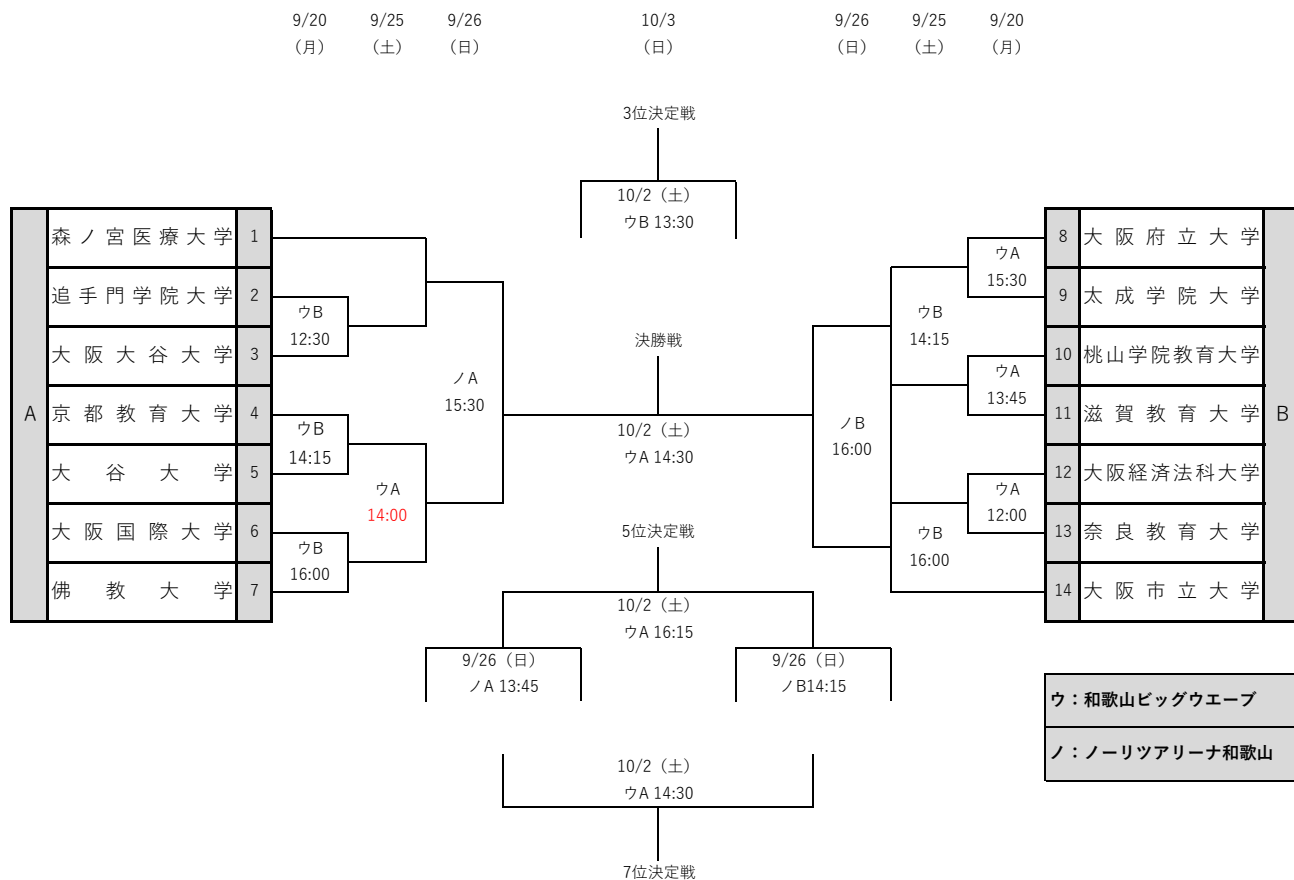 9/20 9/25 9/26 10/3 9/26 9/25 9/20
（月） （土） （日） （日） （日） （土） （月）
3位決定戦
10/2（土）
ウB 13:30
A
森ノ宮医療大学 1
追手門学院大学 2
大阪大谷大学 3
京都教育大学 4
大谷大学 5
大阪国際大学 6
佛教大学 7
ウB
12:30
ウB
14:15
ウB
16:00
ウA
14:00
ノA
15:30
決勝戦
10/2（土）
ウA 14:30
ノB
16:00
ウB
14:15
ウB
16:00
ウA
15:30
ウA
13:45
ウA
12:00
8 大阪府立大学
9 太成学院大学
10 桃山学院教育大学
11 滋賀教育大学
12 大阪経済法科大学
13 奈良教育大学
14 大阪市立大学
B
5位決定戦
10/2（土）
ウA 16:15
9/26（日）
ノA 13:45
9/26（日）
ノB14:15
10/2（土）
ウA 14:30
7位決定戦
ウ：和歌山ビッグウエーブ
ノ：ノーリツアリーナ和歌山